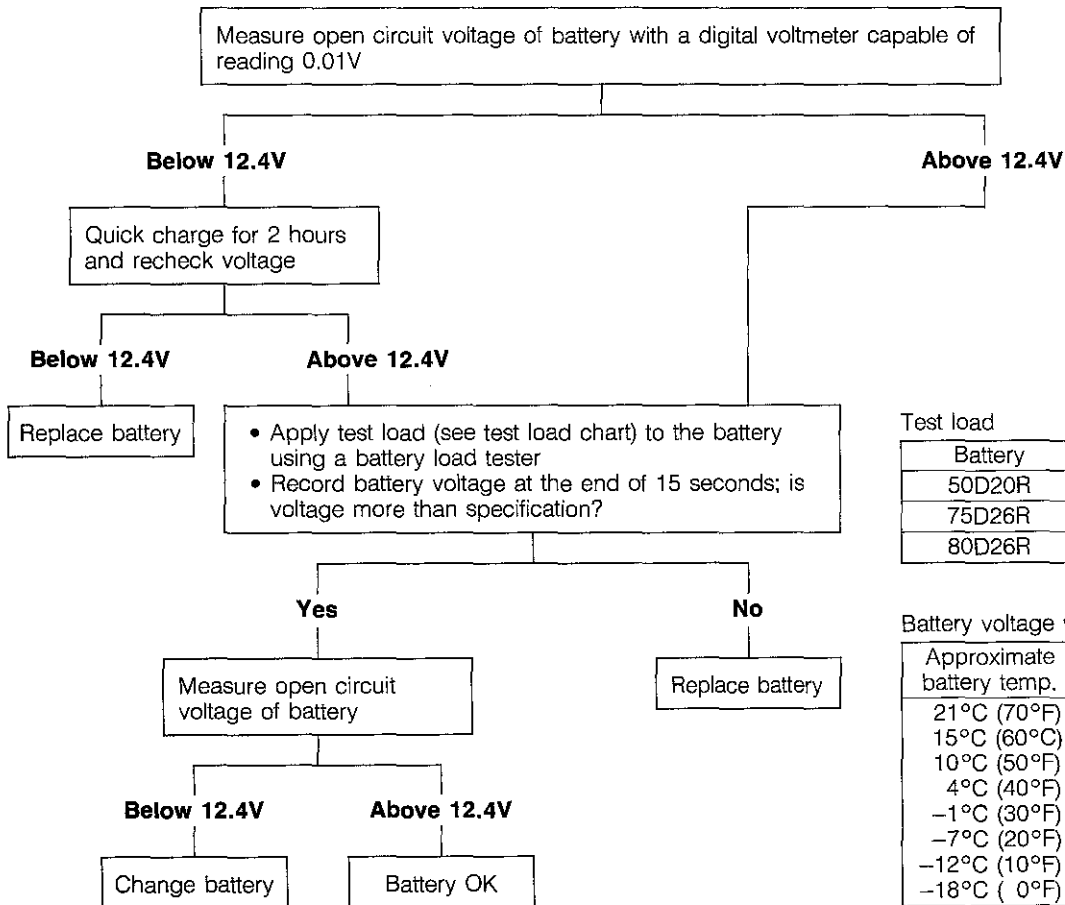 Measure open circuit voltage of battery with a digital voltmeter capable of
reading 0.01V
Below 12.4V
Above 12.4V
Quick charge for 2 hours
and recheck voltage
Below 12.4V
Above 12.4V
Replace battery
• Apply test load (see test load chart) to the battery
using a battery load tester
• Record battery voltage at the end of 15 seconds; is
voltage more than specification?
Yes
No
Measure open circuit
voltage of battery
Replace battery
Below 12.4V
Above 12.4V
Change battery
Battery OK
Test load
Battery
50D20R
75D26R
80D26R
Battery voltage
Approximate
battery temp.
21°C (70°F)
15°C (60°C)
10°C (50°F)
4°C (40°F)
−1°C (30°F)
−7°C (20°F)
−12°C (10°F)
−18°C ( 0°F)